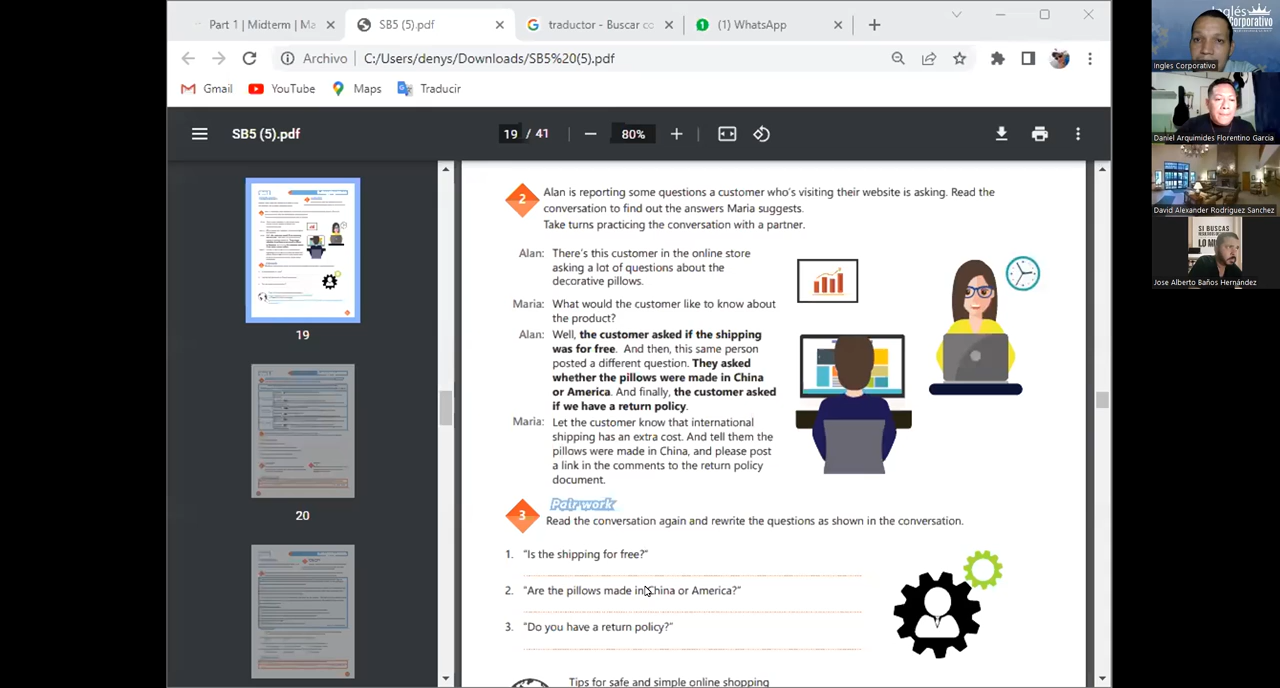 Part 1 | Midterm | Ma
SB5 (5).pdf
traductor - Buscar co
(1) WhatsApp
Archivo
C:/Users/denys/Downloads/SB5%20(5).pdf
Gmail
YouTube
Maps
Traducir
SB5 (5).pdf
19 / 41
80%
19
20
2
Alan is reporting some questions a customer who's visiting their website is asking. Read the
conversation to find out the answers Maria suggests.
Take turns practicing the conversation with a partner.
Alan: There's this customer in the online store
asking a lot of questions about the
decorative pillows.
Maria: What would the customer like to know about
the product?
Alan: Well, the customer asked if the shipping
was for free. And then, this same person
posted a different question. They asked
whether the pillows were made in China
or America. And finally, the customer asked
if we have a return policy.
Maria: Let the customer know that international
shipping has an extra cost. And tell them the
pillows were made in China, and please post
a link in the comments to the return policy
document.
Pair work
3
Read the conversation again and rewrite the questions as shown in the conversation.
1. "Is the shipping for free?"
2. "Are the pillows made in China or America?"
3. "Do you have a return policy?"
Tips for safe and simple online shopping
Inglés
Corporativo
Ingles Corporativo
Daniel Arquimides Florentino Garcia
David Alexander Rodriguez Sanchez
SI BUSCAS
Jose Alberto Baños Hernández